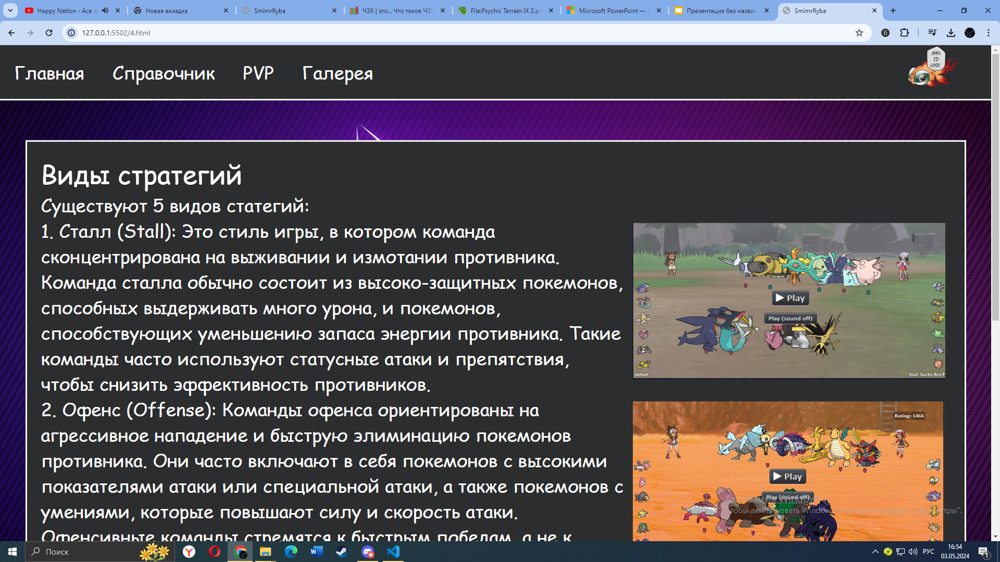 Happy Nation - Ace o
Новая вкладка
SmimrRyba
ЧЗХ | это... Что такое ЧЗХ
File:Psychic Terrain IX 2.pn
Microsoft PowerPoint —
Презентация без назван
SmimrRyba
127.0.0.1:5502/4.html
Главная
Справочник
PVP
Галерея
NAH,
I'D
LOSE.
Виды стратегий
Существуют 5 видов статегий:
1. Сталл (Stall): Это стиль игры, в котором команда
сконцентрирована на выживании и измотании противника.
Команда сталла обычно состоит из высоко-защитных покемонов,
способных выдерживать много урона, и покемонов,
способствующих уменьшению запаса энергии противника. Такие
команды часто используют статусные атаки и препятствия,
чтобы снизить эффективность противников.
2. Офенс (Offense): Команды офенса ориентированы на
агрессивное нападение и быструю элиминацию покемонов
противника. Они часто включают в себя покемонов с высокими
показателями атаки или специальной атаки, а также покемонов с
умениями, которые повышают силу и скорость атаки.
Офенсивные команды стремятся к быстрым победам, а не к
Play
Play (sound off)
velvet
Stall Sucks Bro†
Rating: 1466
Play
Play (sound off)
Активация Window
тобы активировать Windows
тры".
Поиск
РУС
16:54
03.05.2024
1